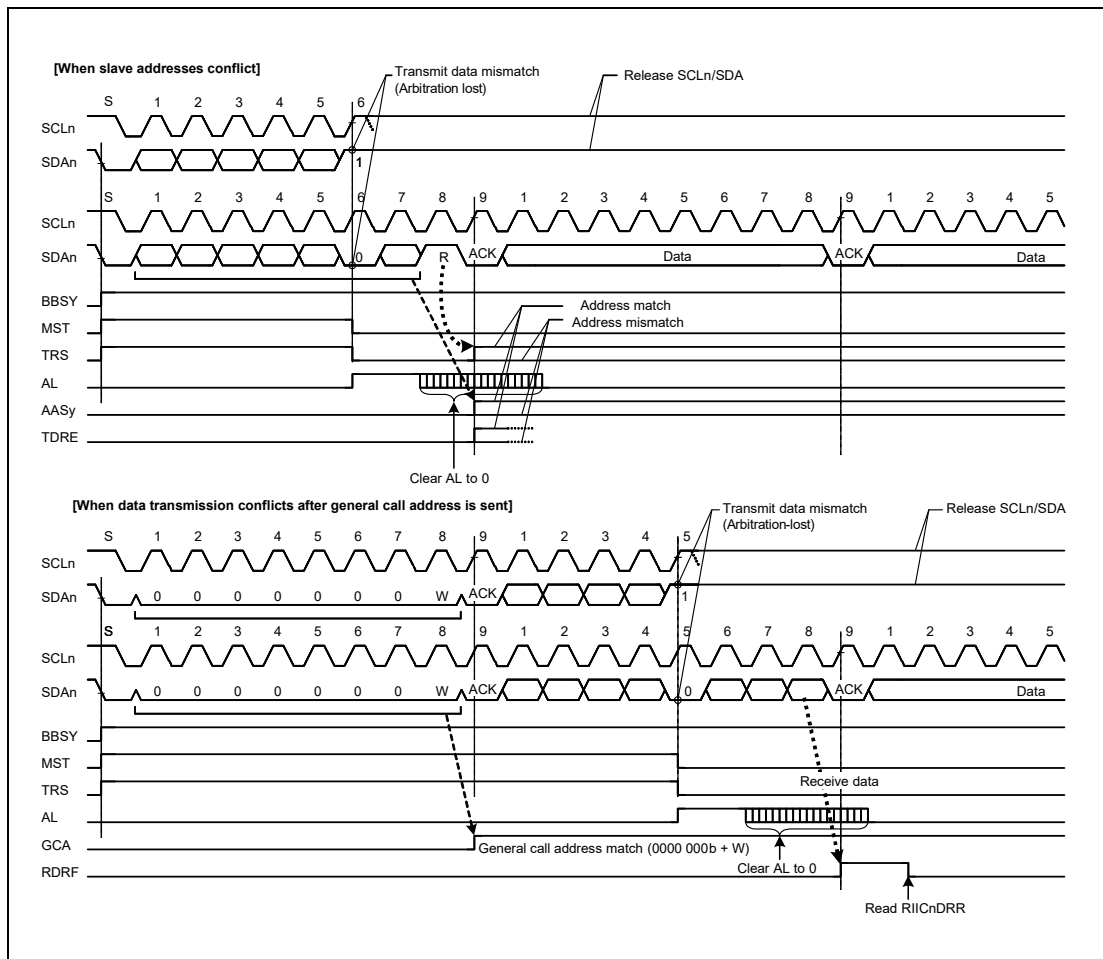 [When slave addresses conflict]
Transmit data mismatch
(Arbitration lost)
Release SCLn/SDA
S 1 2 3 4 5 6
SCLn
SDAn
1
S 1 2 3 4 5 6 7 8 9 1 2 3 4 5 6 7 8 9 1 2 3 4 5
SCLn
SDAn 0 R ACK Data ACK Data
BBSY
Address match
MST
Address mismatch
TRS
AL
AASy
TDRE
Clear AL to 0
[When data transmission conflicts after general call address is sent]
Transmit data mismatch
(Arbitration-lost)
Release SCLn/SDA
S 1 2 3 4 5 6 7 8 9 1 2 3 4 5
SCLn
SDAn 0 0 0 0 0 0 0 W ACK 1
S 1 2 3 4 5 6 7 8 9 1 2 3 4 5 6 7 8 9 1 2 3 4 5
SCLn
SDAn 0 0 0 0 0 0 0 W ACK 0 ACK Data
BBSY
MST
Receive data
TRS
AL
GCA
General call address match (0000 000b + W)
Clear AL to 0
RDRF
Read RIICnDRR